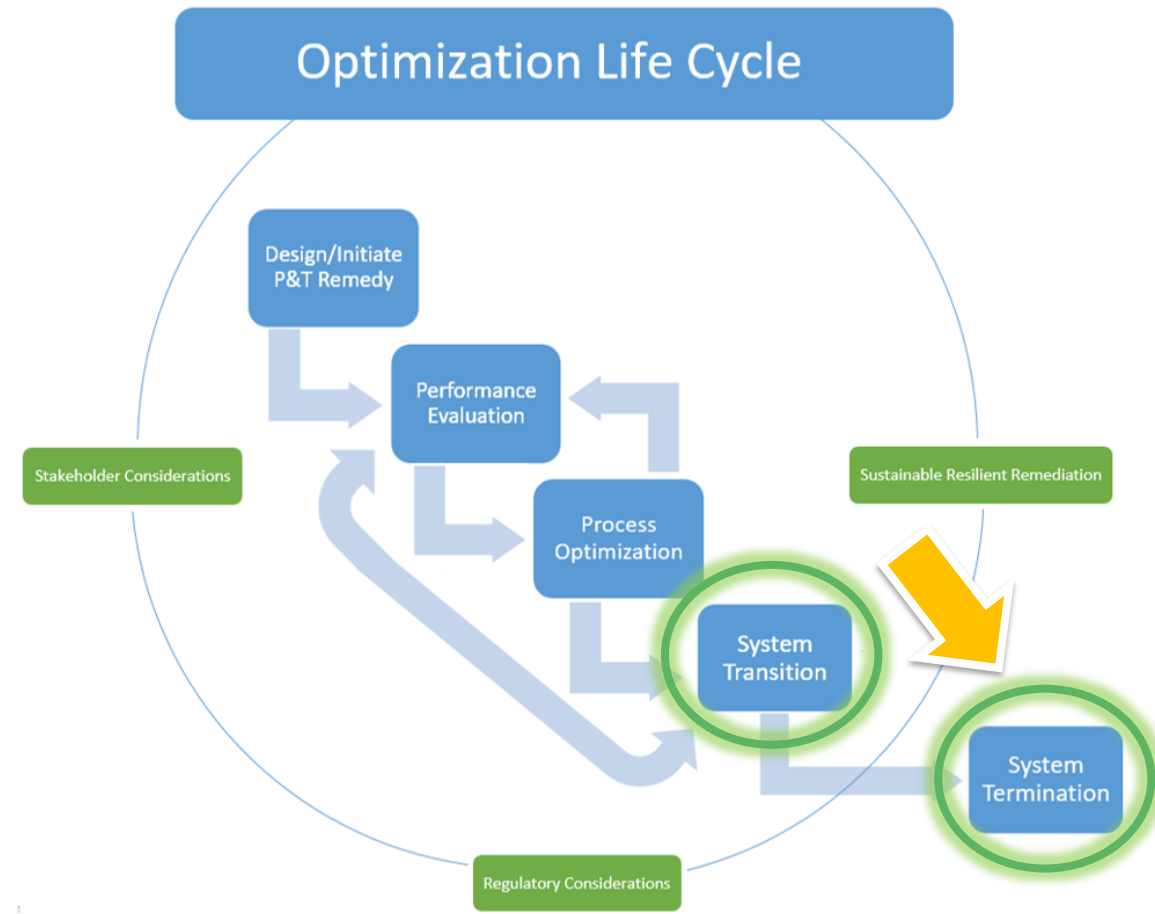 Optimization Life Cycle
Design/Initiate
P&T Remedy
Performance
Evaluation
Stakeholder Considerations
Sustainable Resilient Remediation
Process
Optimization
System
Transition
System
Termination
Regulatory Considerations